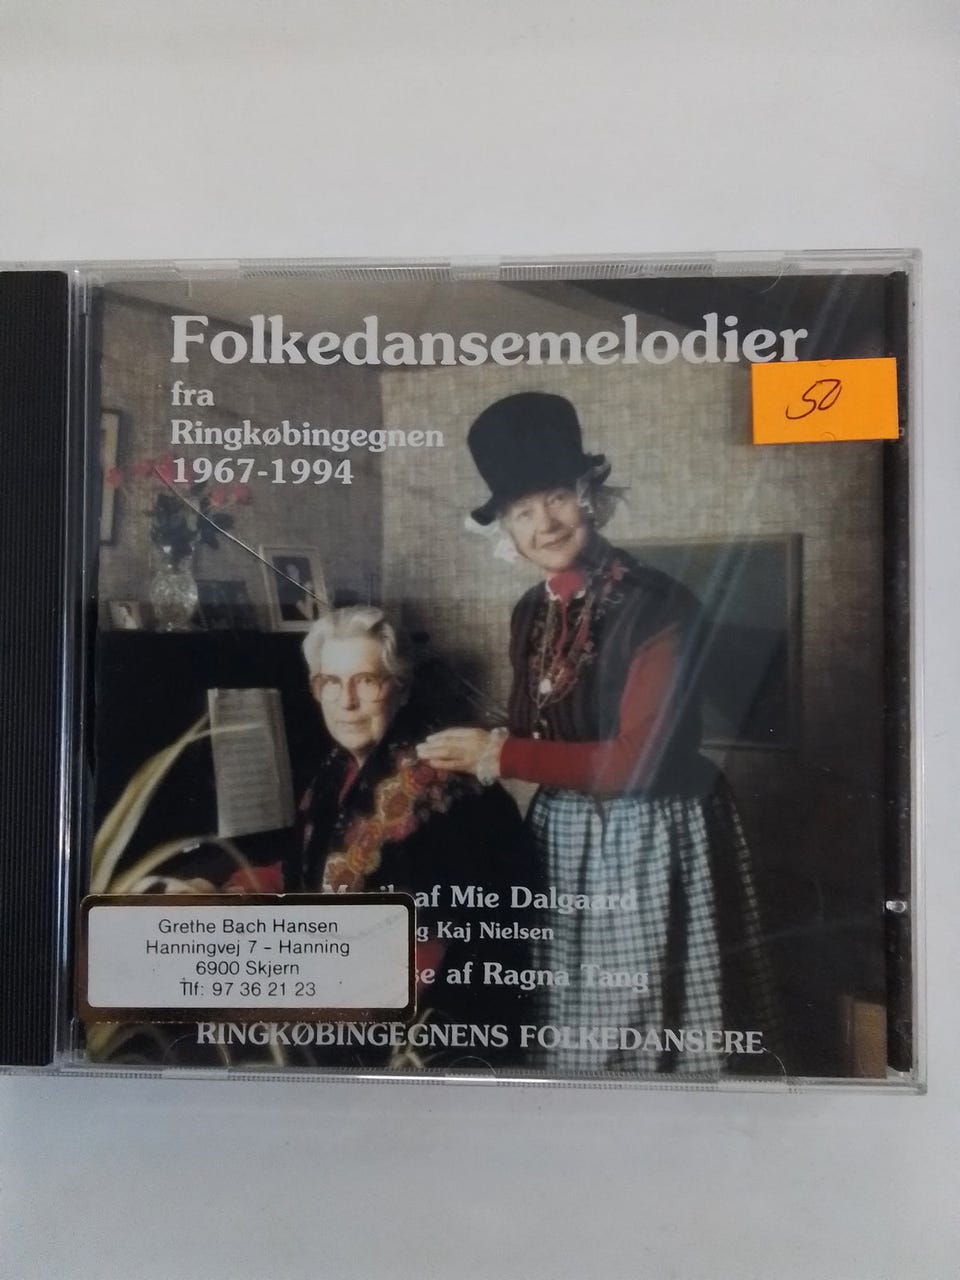 Folkedansemelodier
fra
Ringkøbingegnen
1967-1994
50
af Mie Dalgaard
Kaj Nielsen
af Ragna Tang
Grethe Bach Hansen
Hanningvej 7 - Hanning
6900 Skjern
Tlf: 97 36 21 23
RINGKØBINGEGNENS FOLKEDANSERE